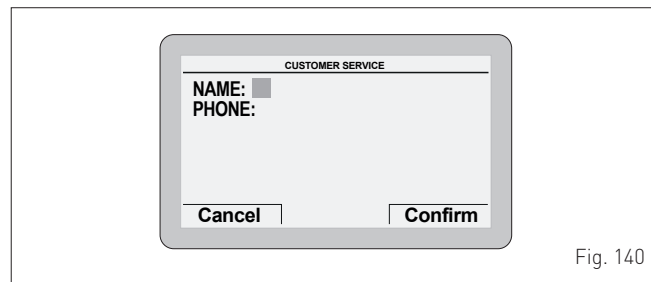 CUSTOMER SERVICE
NAME:
PHONE:
Cancel Confirm
Fig. 140